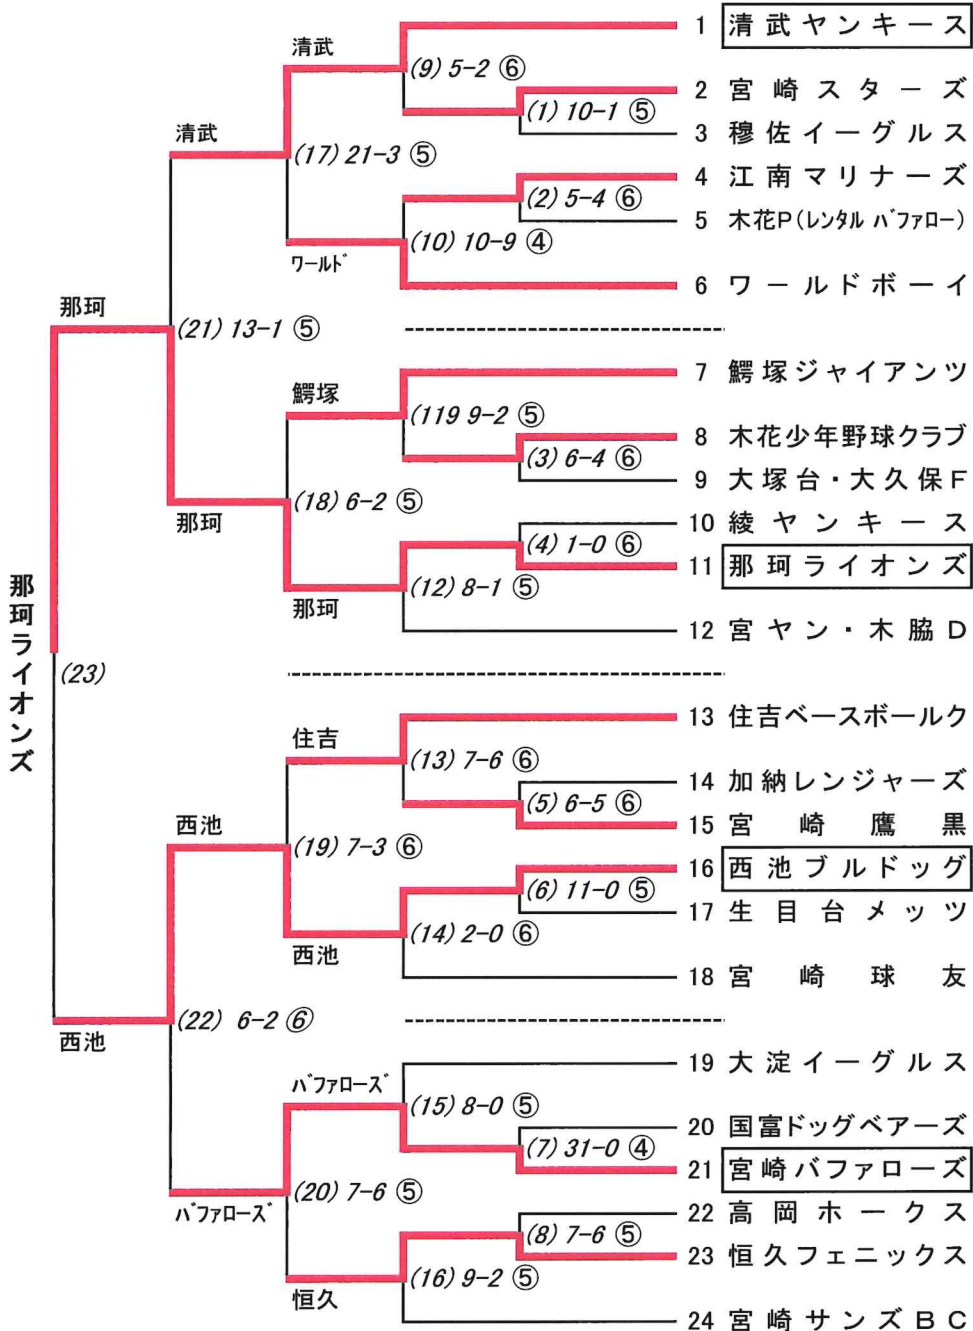 1 清武ヤンキース
清武
(9) 5-2 ⑥
2 宮崎スターズ
(1) 10-1 ⑤
清武
3 穆佐イーグルス
(17) 21-3 ⑤
4 江南マリナーズ
(2) 5-4 ⑥
5 木花P(レンタル バファロー)
(10) 10-9 ④
ワールド
6 ワールドボーイ
那珂
(21) 13-1 ⑤
7 鰐塚ジャイアンツ
鰐塚
(119 9-2 ⑤
8 木花少年野球クラブ
(3) 6-4 ⑥
9 大塚台・大久保F
(18) 6-2 ⑤
那珂
10 綾ヤンキース
(4) 1-0 ⑥
11 那珂ライオンズ
(12) 8-1 ⑤
那珂
12 宮ヤン・木脇D
那珂ライオンズ
(23)
13 住吉ベースボールク
住吉
(13) 7-6 ⑥
14 加納レンジャーズ
(5) 6-5 ⑥
15 宮崎鷹黒
西池
(19) 7-3 ⑥
16 西池ブルドッグ
(6) 11-0 ⑤
17 生目台メッツ
(14) 2-0 ⑥
西池
18 宮崎球友
(22) 6-2 ⑥
西池
19 大淀イーグルス
バファローズ
(15) 8-0 ⑤
20 国富ドッグベアーズ
(7) 31-0 ④
21 宮崎バファローズ
(20) 7-6 ⑤
バファローズ
22 高岡ホークス
(8) 7-6 ⑤
23 恒久フェニックス
(16) 9-2 ⑤
恒久
24 宮崎サンズBC